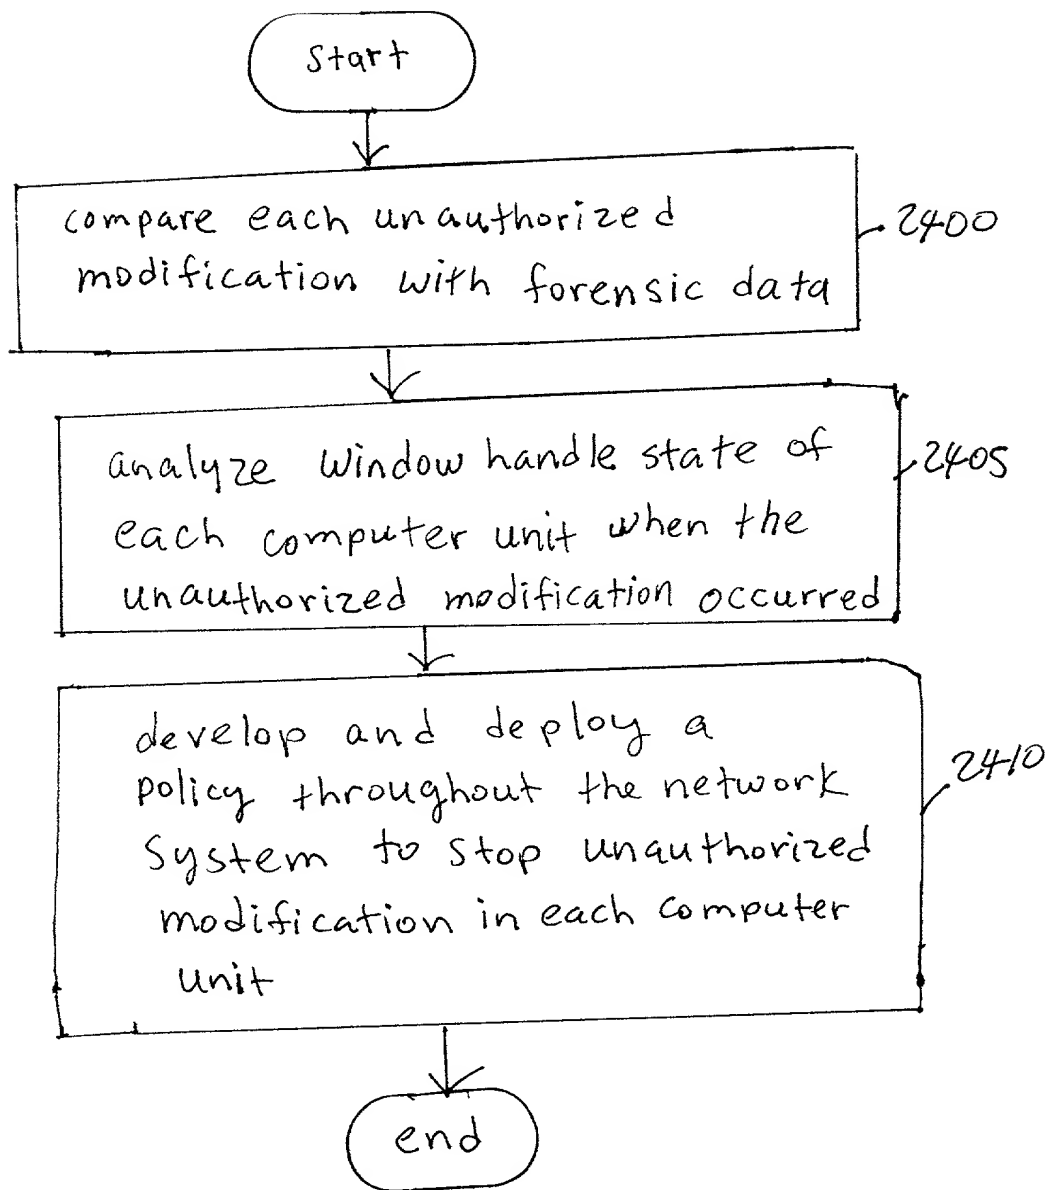 start
compare each unauthorized
modification with forensic data
2400
analyze window handle state of
each computer unit when the
unauthorized modification occurred
2405
develop and deploy a
policy throughout the network
system to stop unauthorized
modification in each computer
unit
2410
end